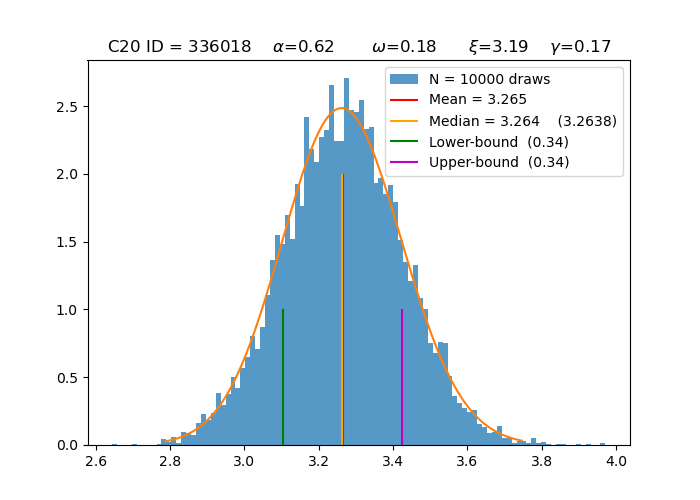 C20 ID = 336018 α=0.62 ω=0.18 ξ=3.19 γ=0.17
N = 10000 draws
Mean = 3.265
Median = 3.264 (3.2638)
Lower-bound (0.34)
Upper-bound (0.34)
2.5
2.0
1.5
1.0
0.5
0.0
2.6 2.8 3.0 3.2 3.4 3.6 3.8 4.0